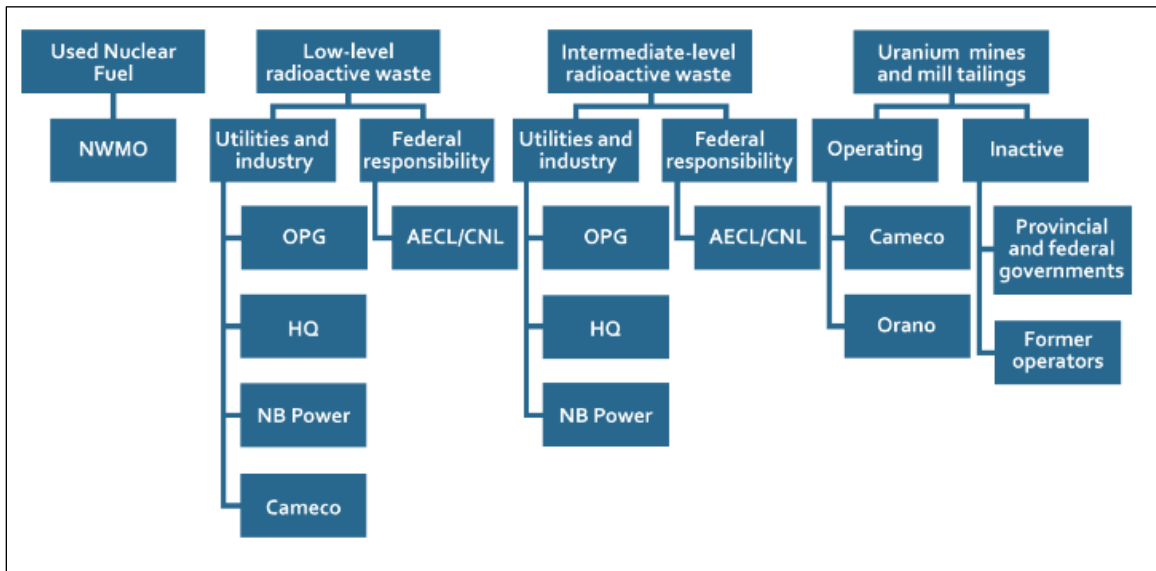 Used Nuclear
Fuel
NWMO
Low-level
radioactive waste
Utilities and
industry
OPG
HQ
NB Power
Cameco
Federal
responsibility
AECL/CNL
Intermediate-level
radioactive waste
Utilities and
industry
OPG
HQ
NB Power
Federal
responsibility
AECL/CNL
Uranium mines
and mill tailings
Operating
Cameco
Orano
Inactive
Provincial
and federal
governments
Former
operators